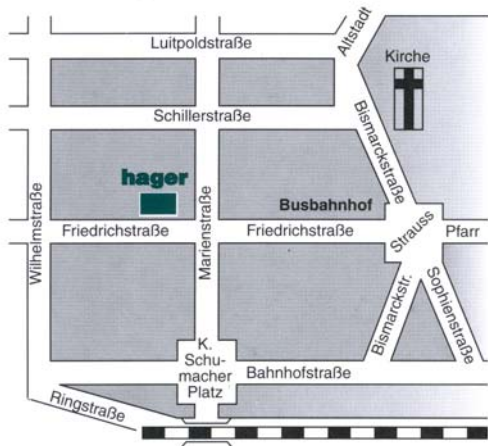 Luitpoldstraße
Altstadt
Kirche
Schillerstraße
Bismarckstraße
hager
Busbahnhof
Wilhelmstraße
Friedrichstraße
Marienstraße
Friedrichstraße
Strauss
Pfarr
Bismarckstr.
Sophienstraße
K.
Schu-
macher
Platz
Bahnhofstraße
Ringstraße